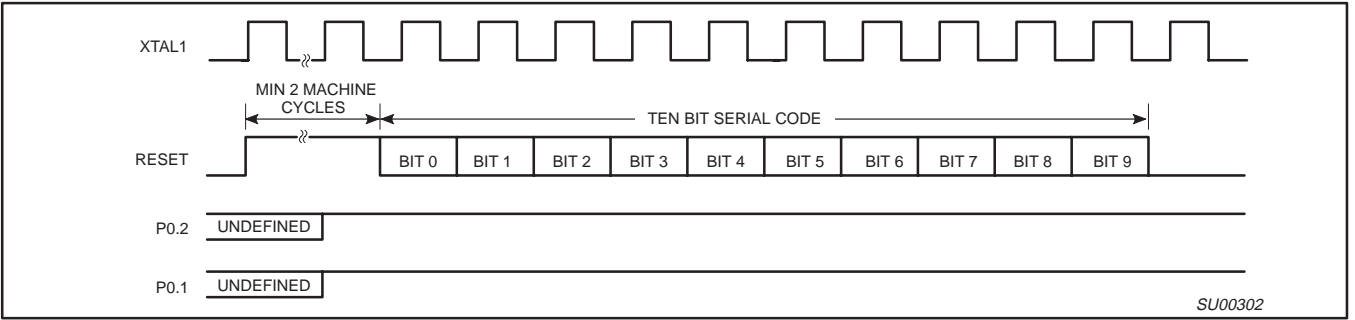 XTAL1
MIN 2 MACHINE
CYCLES
TEN BIT SERIAL CODE
RESET
BIT 0 BIT 1 BIT 2 BIT 3 BIT 4 BIT 5 BIT 6 BIT 7 BIT 8 BIT 9
P0.2 UNDEFINED
P0.1 UNDEFINED
SU00302